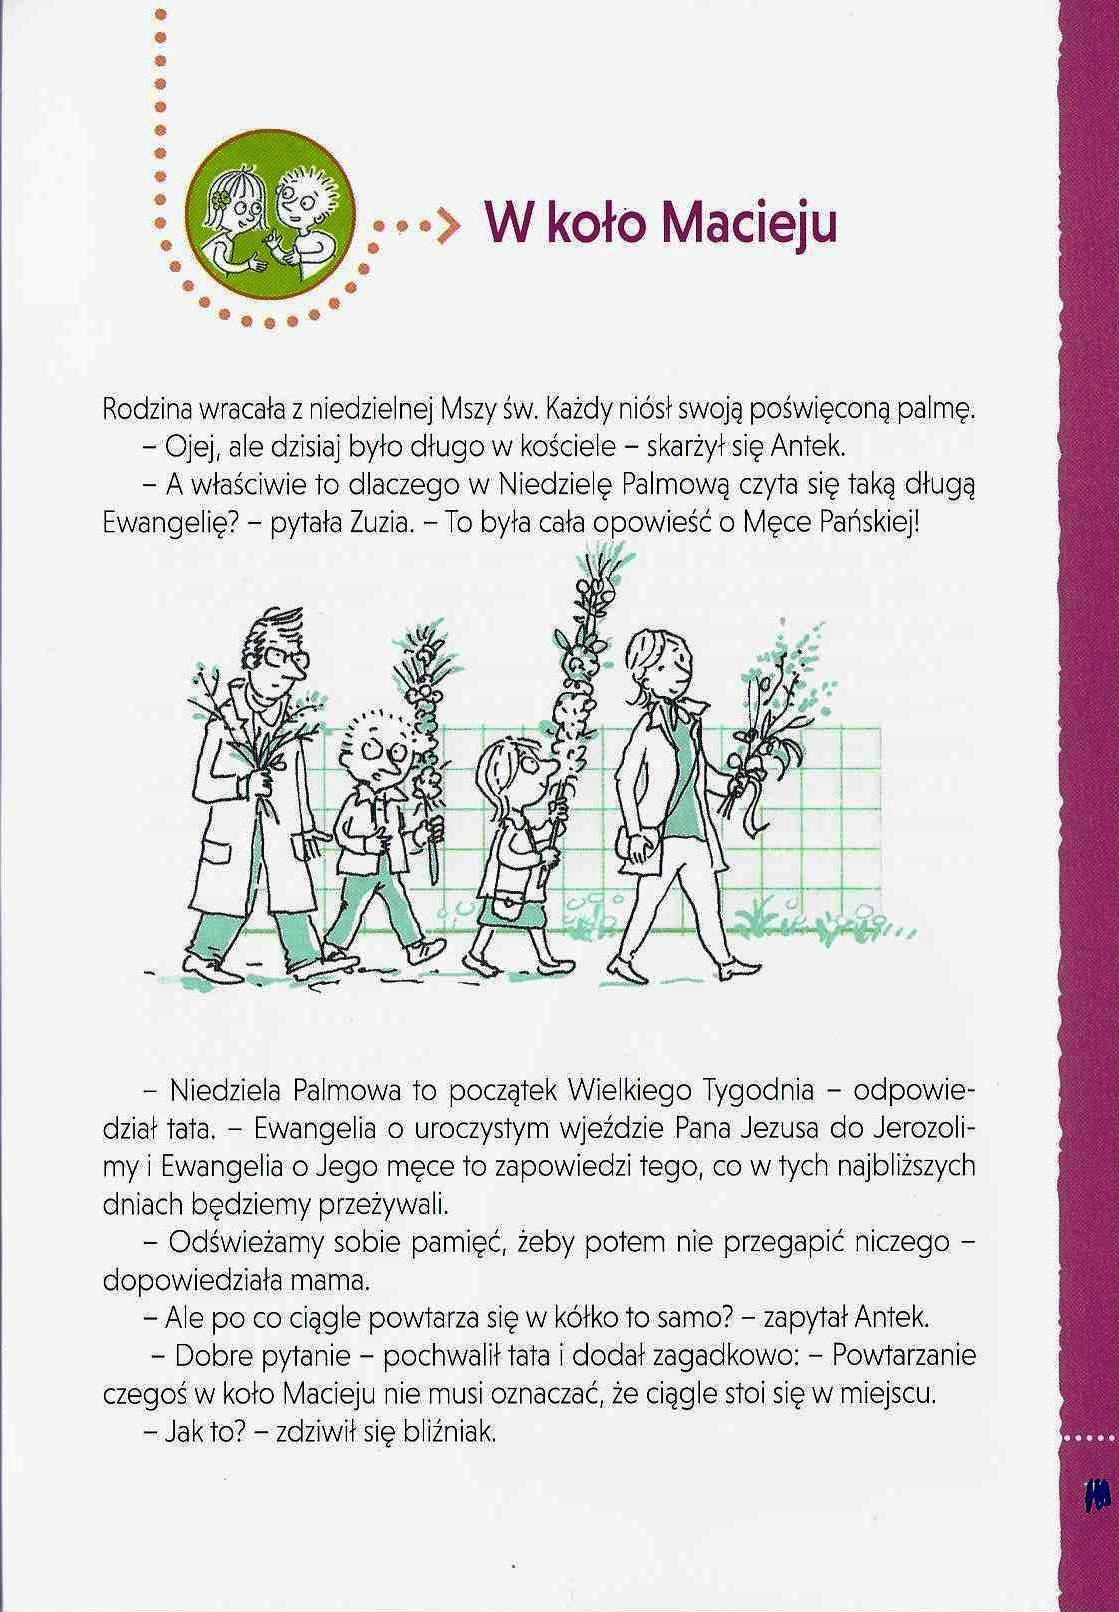 W koło Macieju
Rodzina wracała z niedzielnej Mszy św. Każdy niósł swoją poświęconą palmę.
– Ojej, ale dzisiaj było długo w kościele – skarżył się Antek.
– A właściwie to dlaczego w Niedzielę Palmową czyta się taką długą
Ewangelię? – pytała Zuzia. – To była cała opowieść o Męce Pańskiej!
– Niedziela Palmowa to początek Wielkiego Tygodnia – odpowie-
dział tata. – Ewangelia o uroczystym wjeździe Pana Jezusa do Jerozoli-
my i Ewangelia o Jego męce to zapowiedzi tego, co w tych najbliższych
dniach będziemy przeżywali.
– Odświeżamy sobie pamięć, żeby potem nie przegapić niczego –
dopowiedziała mama.
– Ale po co ciągle powtarza się w kółko to samo? – zapytał Antek.
– Dobre pytanie – pochwalił tata i dodał zagadkowo: – Powtarzanie
czegoś w koło Macieju nie musi oznaczać, że ciągle stoi się w miejscu.
– Jak to? – zdziwił się bliźniak.